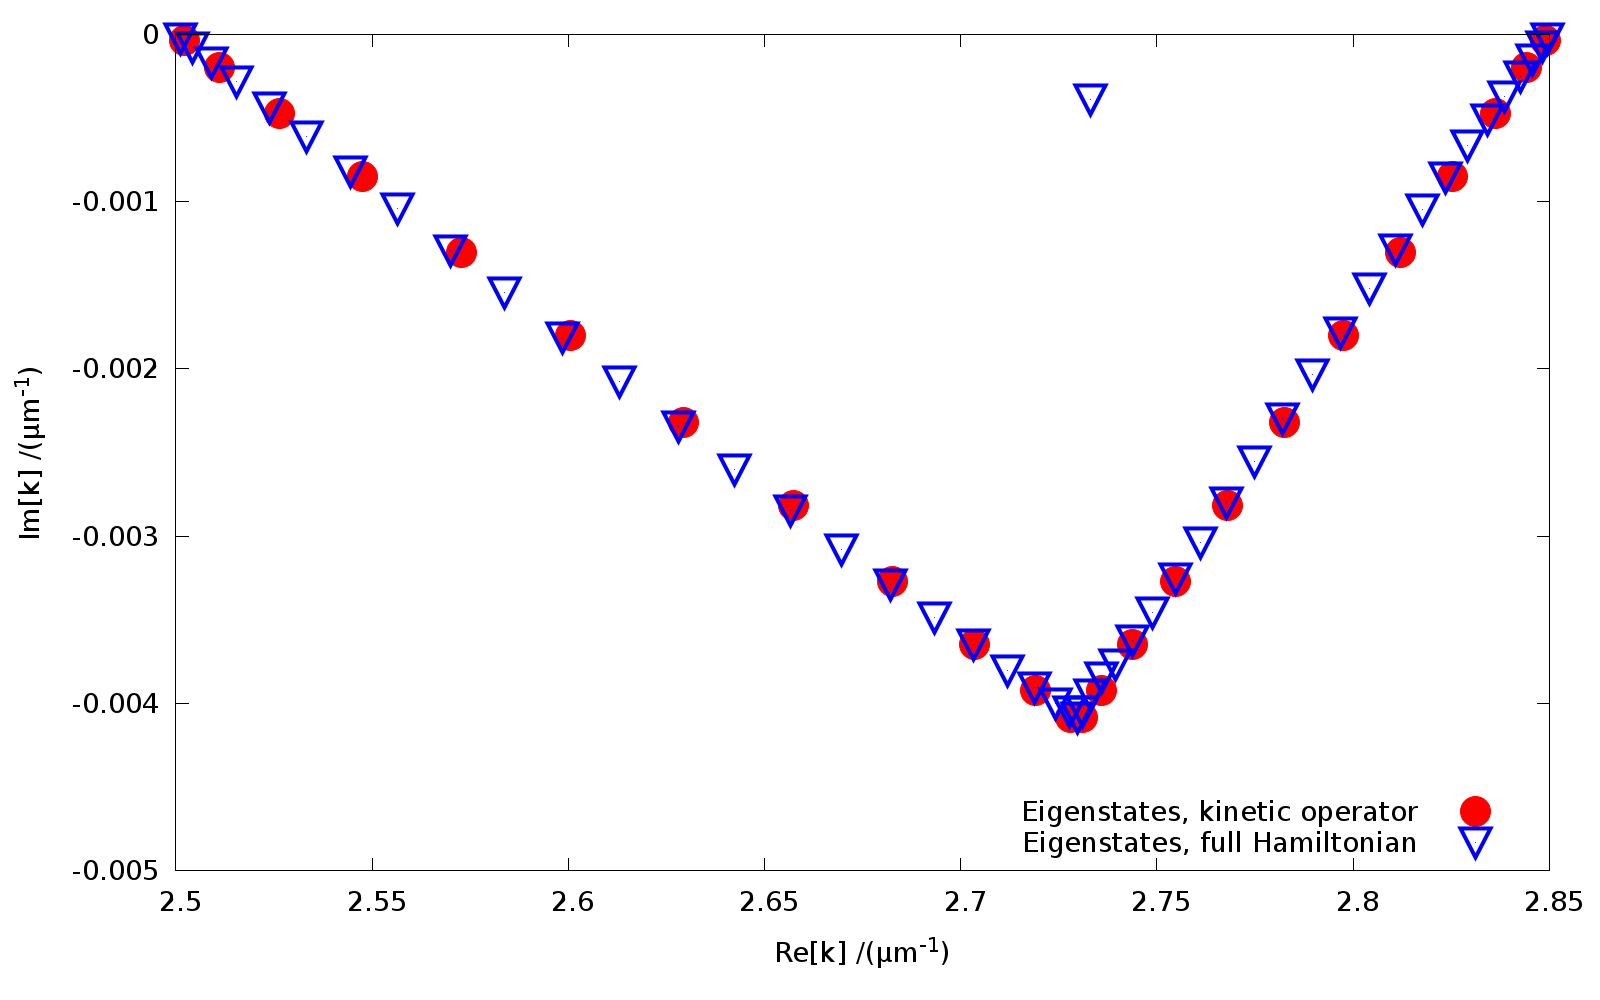 0
-0.001
-0.002
-0.003
-0.004
-0.005
Im[k] /(μm⁻¹)
2.5 2.55 2.6 2.65 2.7 2.75 2.8 2.85
Re[k] /(μm⁻¹)
Eigenstates, kinetic operator
Eigenstates, full Hamiltonian